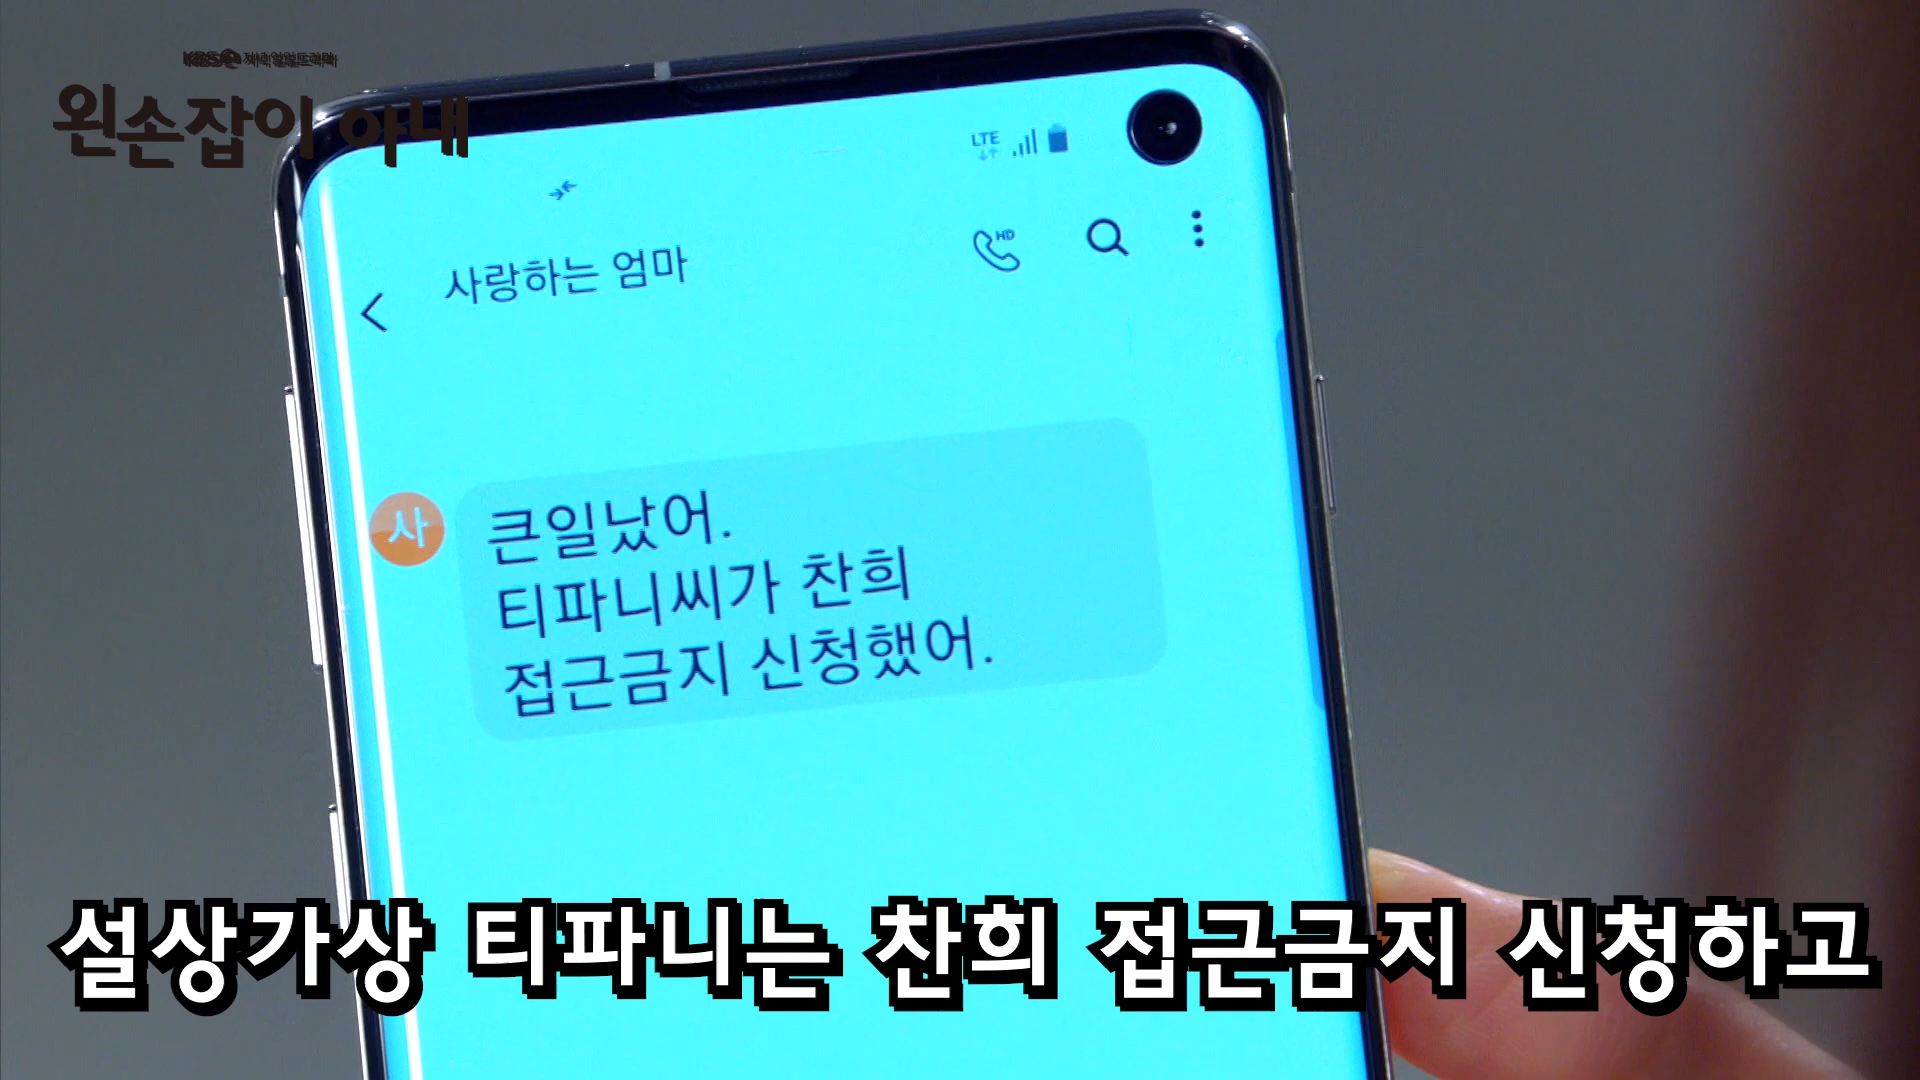 왼손잡이 아내
LTE
HD
사랑하는 엄마
사
큰일났어.
티파니씨가 찬희
접근금지 신청했어.
설상가상 티파니는 찬희 접근금지 신청하고